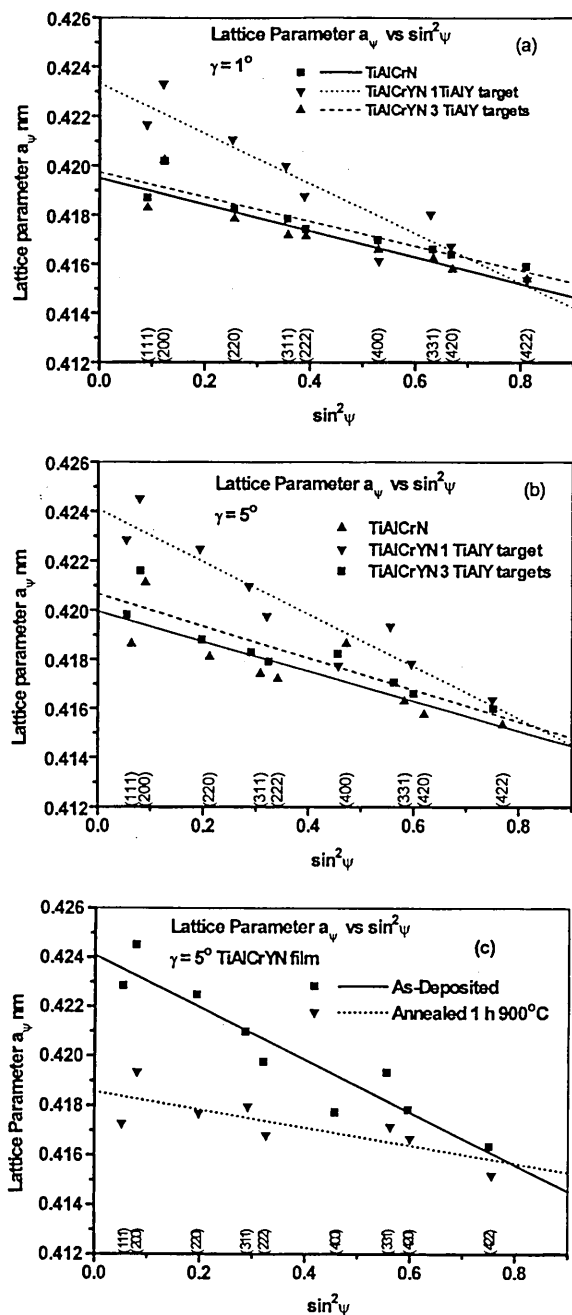 Lattice Parameter aψ vs sin²ψ
(a)
γ = 1°
TiAlCrN
TiAlCrYN 1TiAlY target
TiAlCrYN 3 TiAlY targets
Lattice parameter aψ nm
0.426
0.424
0.422
0.420
0.418
0.416
0.414
0.412
(111)
(200)
(220)
(311)
(222)
(400)
(331)
(420)
(422)
0.0 0.2 0.4 0.6 0.8
sin²ψ
Lattice Parameter aψ vs sin²ψ
(b)
γ = 5°
TiAlCrN
TiAlCrYN 1 TiAlY target
TiAlCrYN 3 TiAlY targets
Lattice Parameter aψ nm
0.426
0.424
0.422
0.420
0.418
0.416
0.414
0.412
(111)
(200)
(220)
(311)
(222)
(400)
(331)
(420)
(422)
0.0 0.2 0.4 0.6 0.8
sin²ψ
Lattice Parameter aψ vs sin²ψ
(c)
γ = 5° TiAlCrYN film
As-Deposited
Annealed 1 h 900°C
Lattice Parameter aψ nm
0.426
0.424
0.422
0.420
0.418
0.416
0.414
0.412
(111)
(200)
(220)
(311)
(222)
(400)
(331)
(420)
(422)
0.0 0.2 0.4 0.6 0.8
sin²ψ